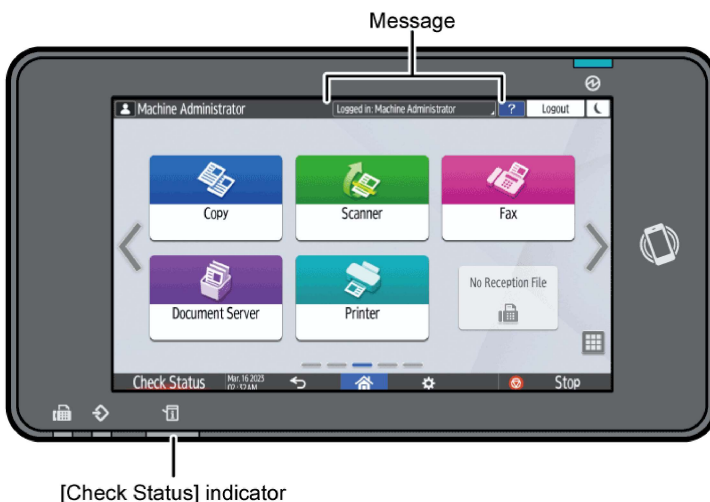 Message
Machine Administrator
Logged in: Machine Administrator
?
Logout
Copy
Scanner
Fax
Document Server
Printer
No Reception File
Check Status
Mar. 16 2023
Stop
[Check Status] indicator